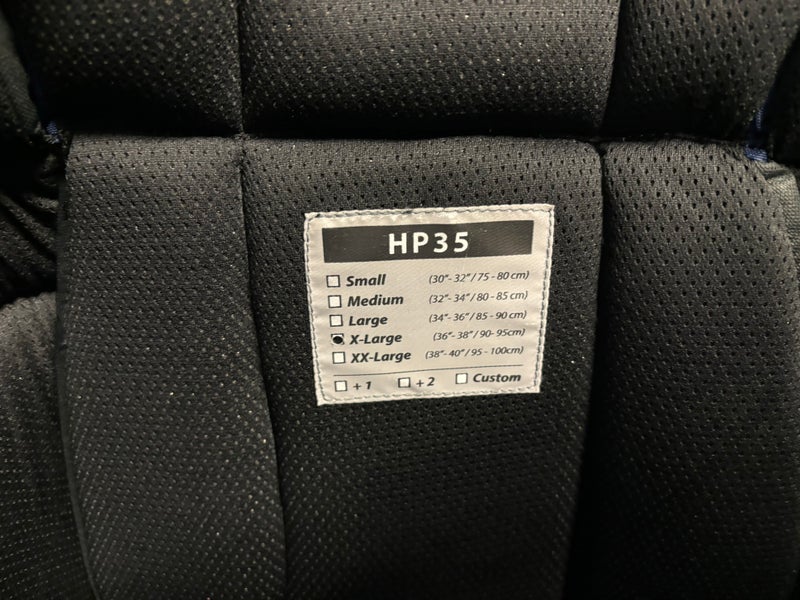 HP35
Small (30"- 32"/ 75 - 80 cm)
Medium (32"- 34"/ 80 - 85 cm)
Large (34"- 36"/ 85 - 90 cm)
X-Large (36"- 38"/ 90- 95cm)
XX-Large (38"- 40"/ 95 - 100cm)
+ 1 + 2 Custom